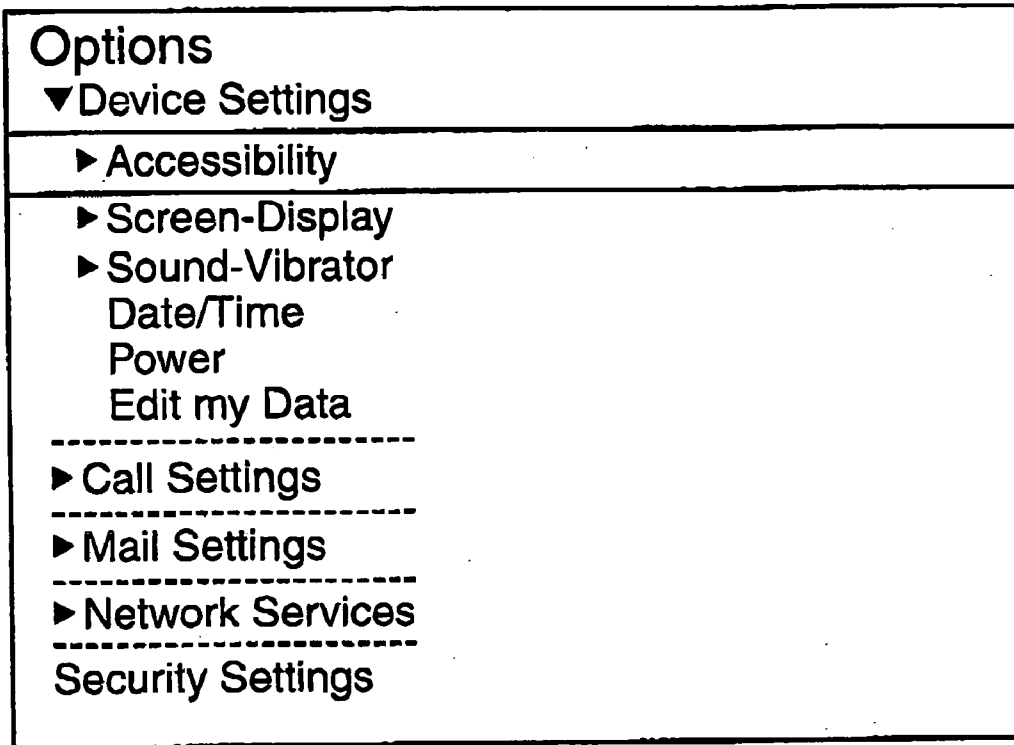 Options
▼Device Settings
▶Accessibility
▶Screen-Display
▶Sound-Vibrator
Date/Time
Power
Edit my Data
▶Call Settings
▶Mail Settings
▶Network Services
Security Settings